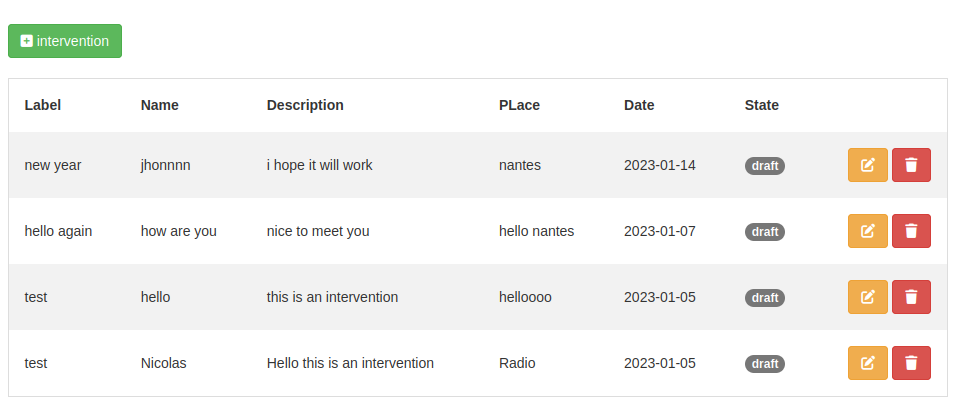 intervention
Label Name Description PLace Date State
new year jhonnnn i hope it will work nantes 2023-01-14 draft
hello again how are you nice to meet you hello nantes 2023-01-07 draft
test hello this is an intervention helloooo 2023-01-05 draft
test Nicolas Hello this is an intervention Radio 2023-01-05 draft